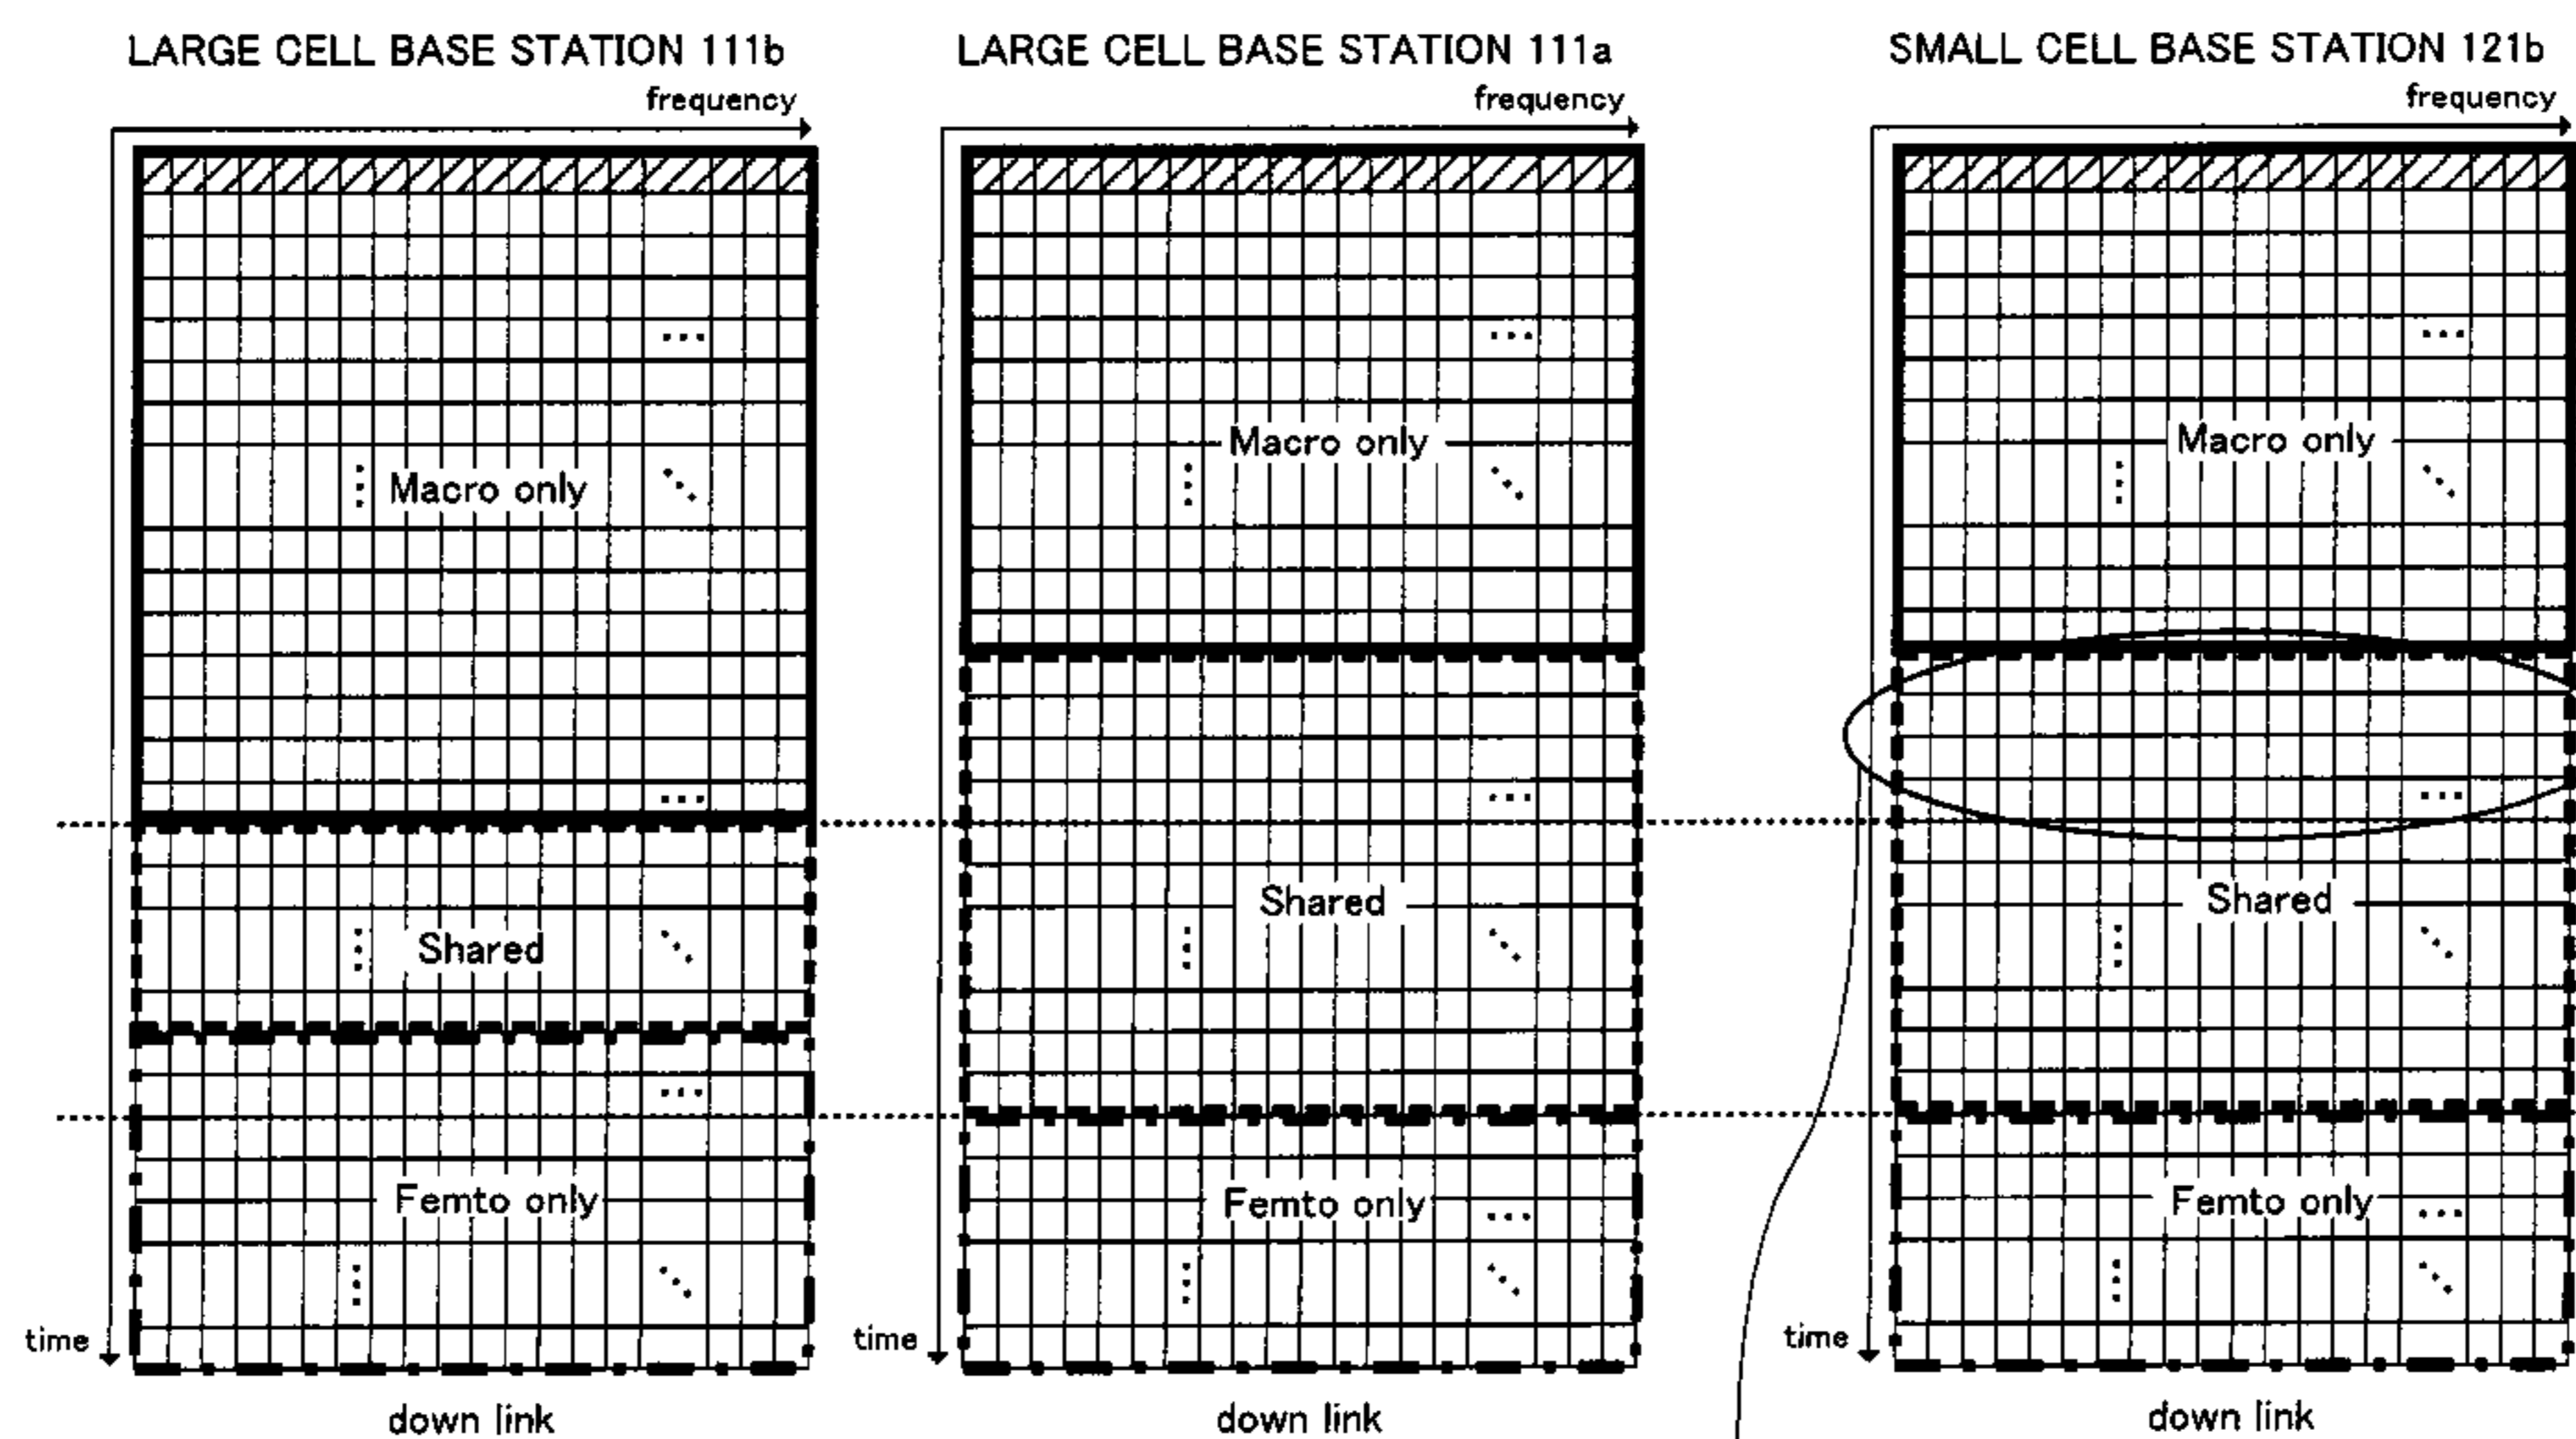 LARGE CELL BASE STATION 111b
frequency
Macro only
Shared
Femto only
time
down link
LARGE CELL BASE STATION 111a
frequency
Macro only
Shared
Femto only
time
down link
SMALL CELL BASE STATION 121b
frequency
Macro only
Shared
Femto only
time
down link